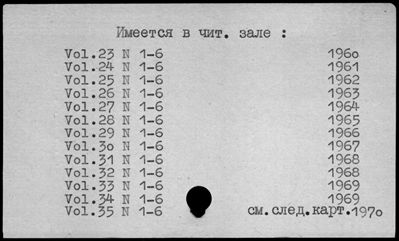 Имеется в чит. зале :
Vol.23 N 1-6 1960
Vol.24 N 1-6 1961
Vol.25 N 1-6 1962
Vol.26 N 1-6 1963
Vol.27 N 1-6 1964
Vol.28 N 1-6 1965
Vol.29 N 1-6 1966
Vol.30 N 1-6 1967
Vol.31 N 1-6 1968
Vol.32 N 1-6 1968
Vol.33 N 1-6 1969
Vol.34 N 1-6 1969
Vol.35 N 1-6 см.след.карт.1970